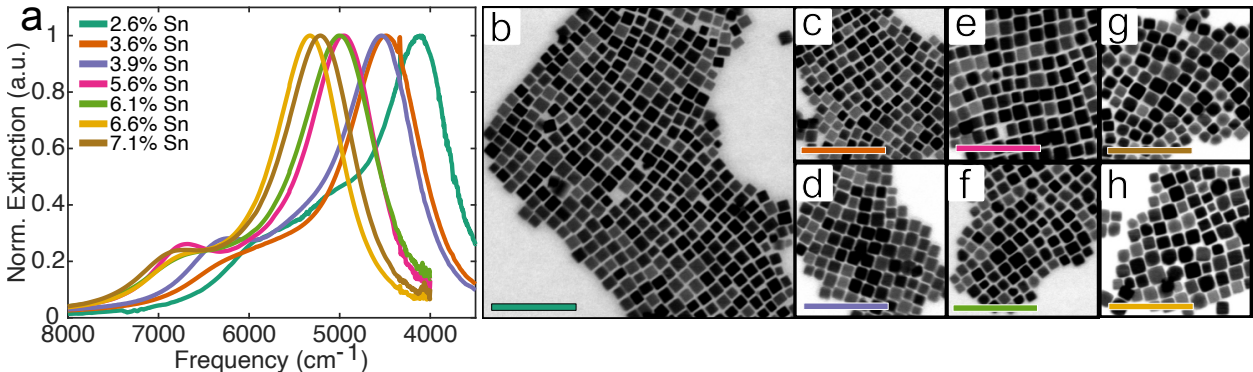 a
2.6% Sn
3.6% Sn
3.9% Sn
5.6% Sn
6.1% Sn
6.6% Sn
7.1% Sn
Norm. Extinction (a.u.)
1
0.8
0.6
0.4
0.2
0
8000 7000 6000 5000 4000
Frequency (cm-1)
b
c
e
g
d
f
h